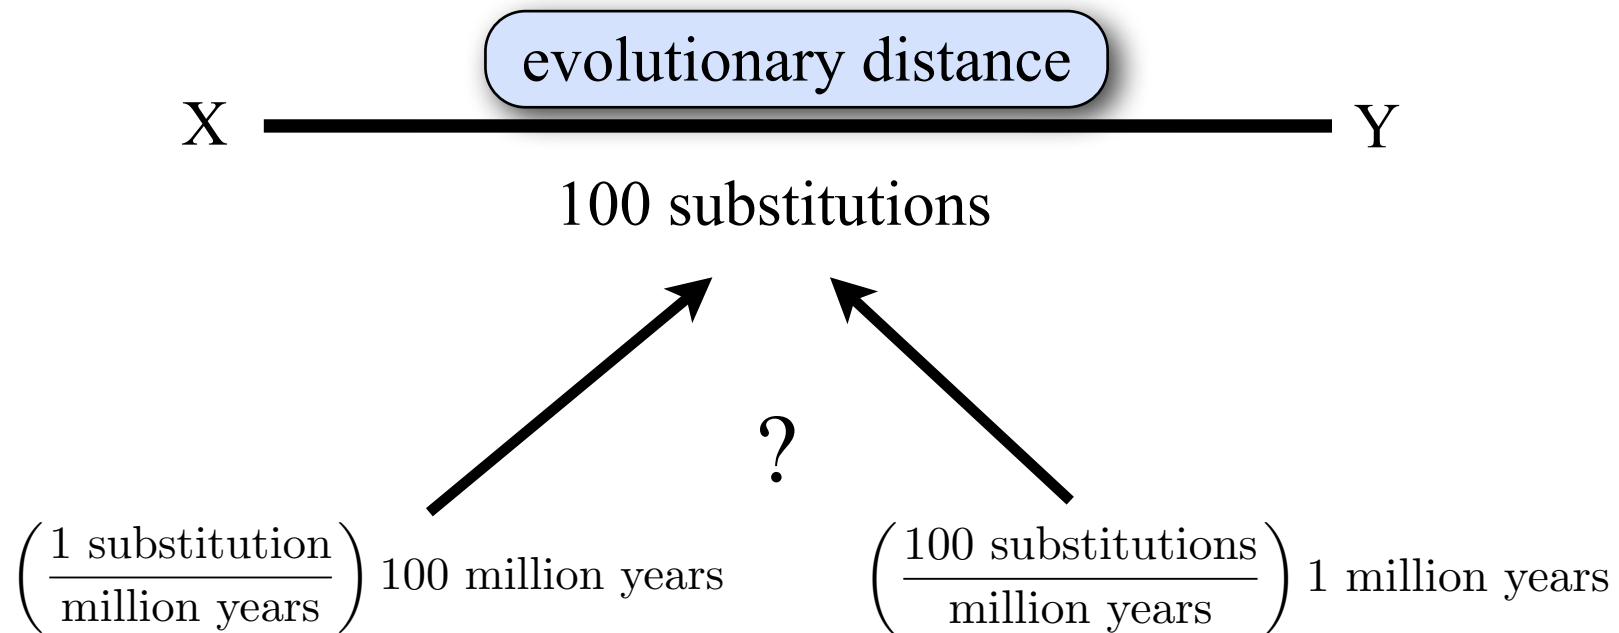 evolutionary distance
X Y
100 substitutions
?
(1 substitution / million years) 100 million years
(100 substitutions / million years) 1 million years